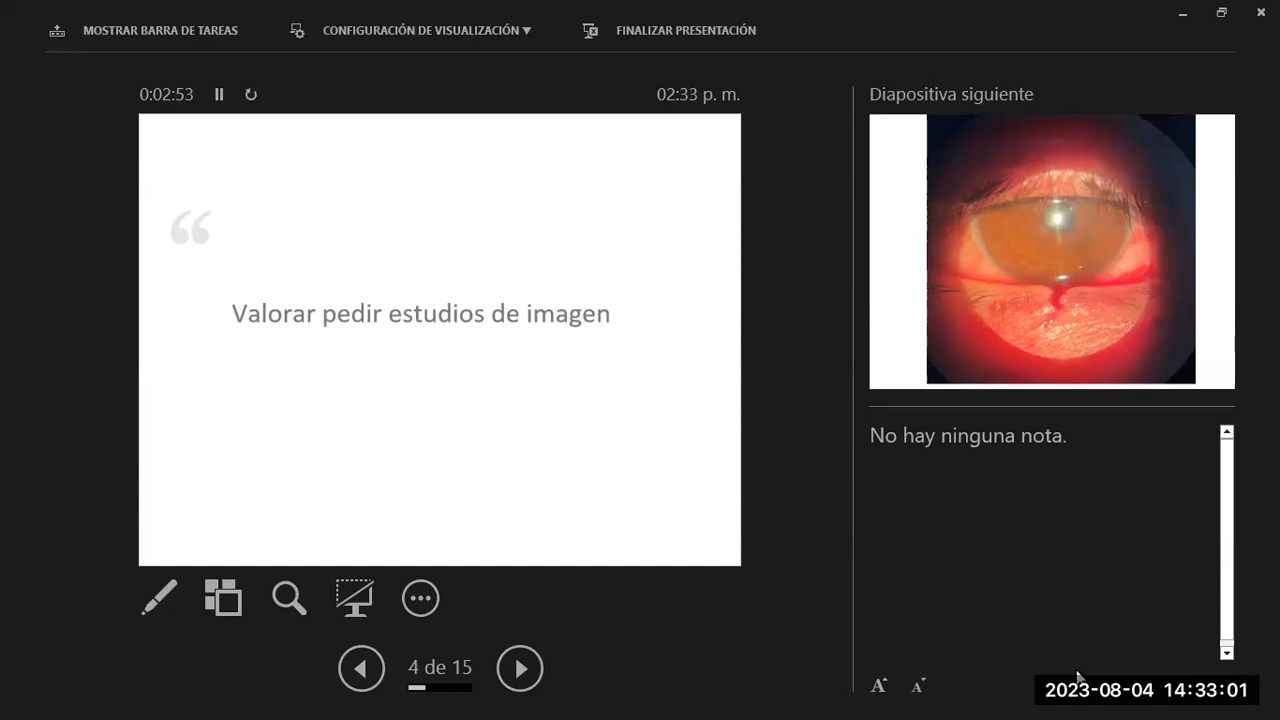 MOSTRAR BARRA DE TAREAS
CONFIGURACIÓN DE VISUALIZACIÓN ▼
FINALIZAR PRESENTACIÓN
0:02:53
02:33 p. m.
Diapositiva siguiente
“
Valorar pedir estudios de imagen
No hay ninguna nota.
4 de 15
A A
2023-08-04 14:33:01